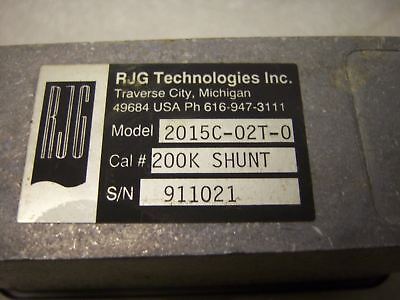 RJG
RJG Technologies Inc.
Traverse City, Michigan
49684 USA Ph 616-947-3111
Model 2015C-02T-0
Cal # 200K SHUNT
S/N 911021